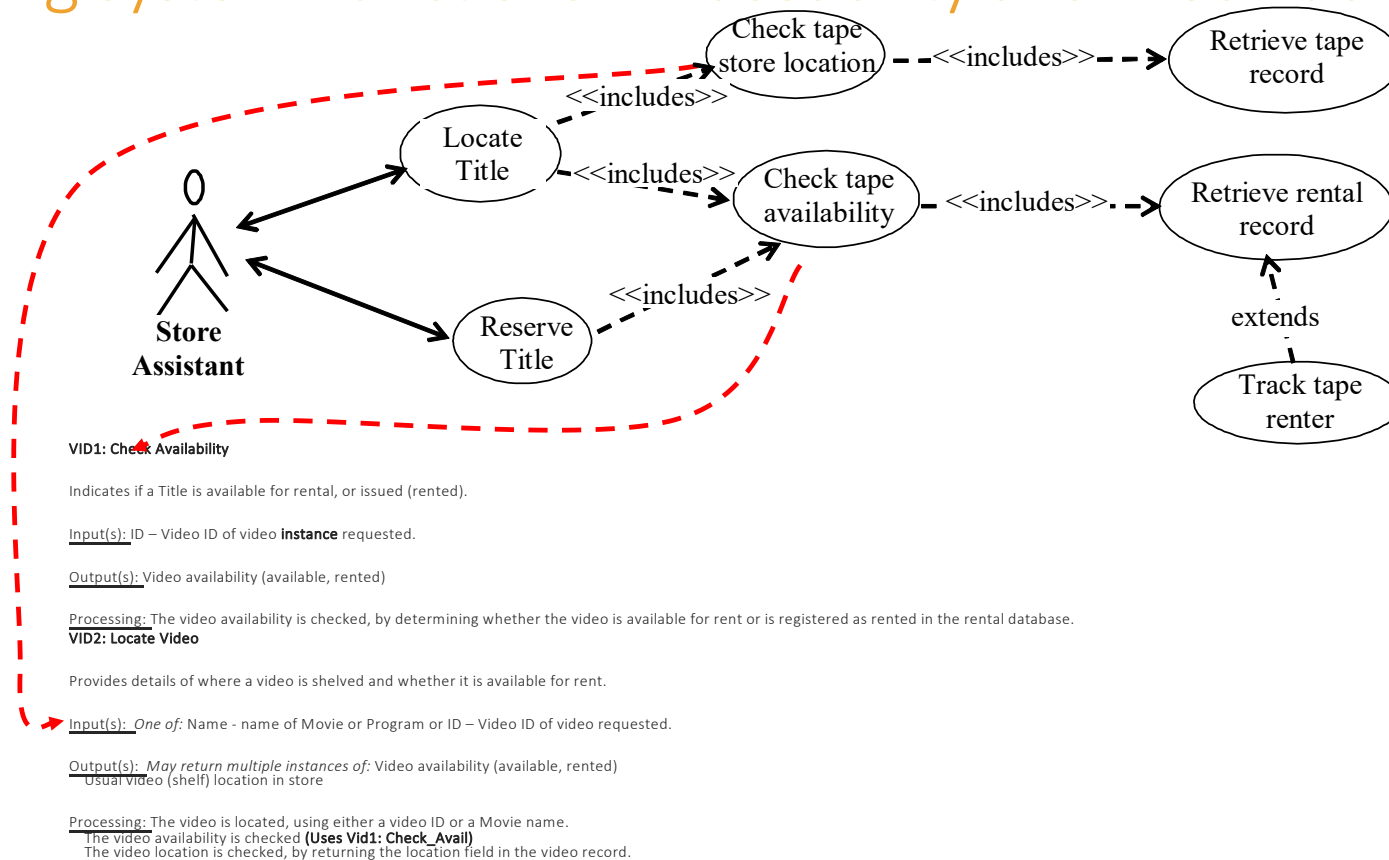 Check tape
store location
<<includes>>
Retrieve tape
record
<<includes>>
Locate
Title
<<includes>>
Check tape
availability
<<includes>>
Retrieve rental
record
<<includes>>
extends
Store
Assistant
Reserve
Title
Track tape
renter
VID1: Check Availability
Indicates if a Title is available for rental, or issued (rented).
Input(s): ID – Video ID of video instance requested.
Output(s): Video availability (available, rented)
Processing: The video availability is checked, by determining whether the video is available for rent or is registered as rented in the rental database.
VID2: Locate Video
Provides details of where a video is shelved and whether it is available for rent.
Input(s): One of: Name - name of Movie or Program or ID – Video ID of video requested.
Output(s): May return multiple instances of: Video availability (available, rented)
Usual video (shelf) location in store
Processing: The video is located, using either a video ID or a Movie name.
The video availability is checked (Uses Vid1: Check_Avail)
The video location is checked, by returning the location field in the video record.